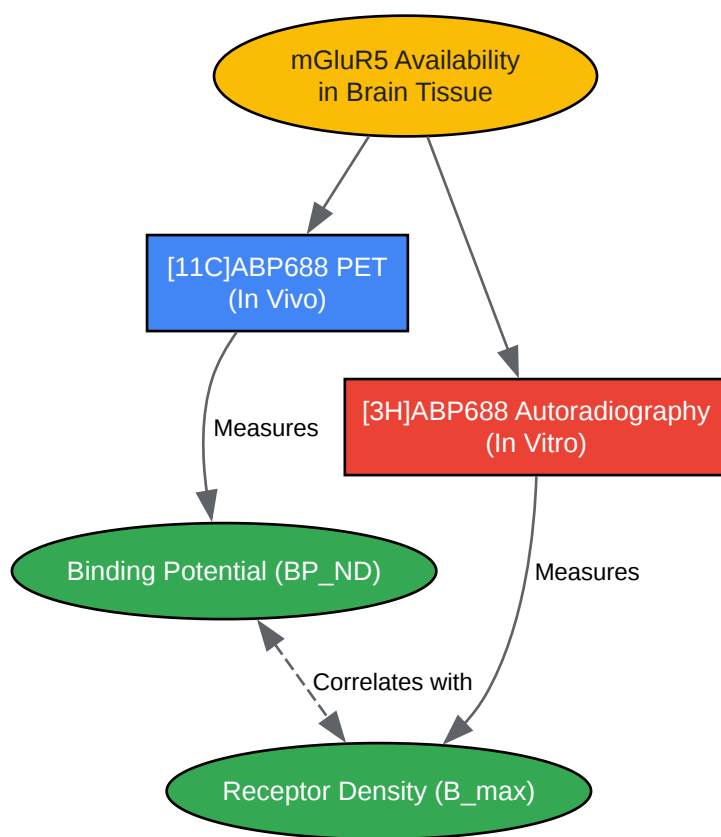 mGluR5 Availability
in Brain Tissue
[11C]ABP688 PET
(In Vivo)
[3H]ABP688 Autoradiography
(In Vitro)
Measures
Binding Potential (BP_ND)
Measures
Correlates with
Receptor Density (B_max)